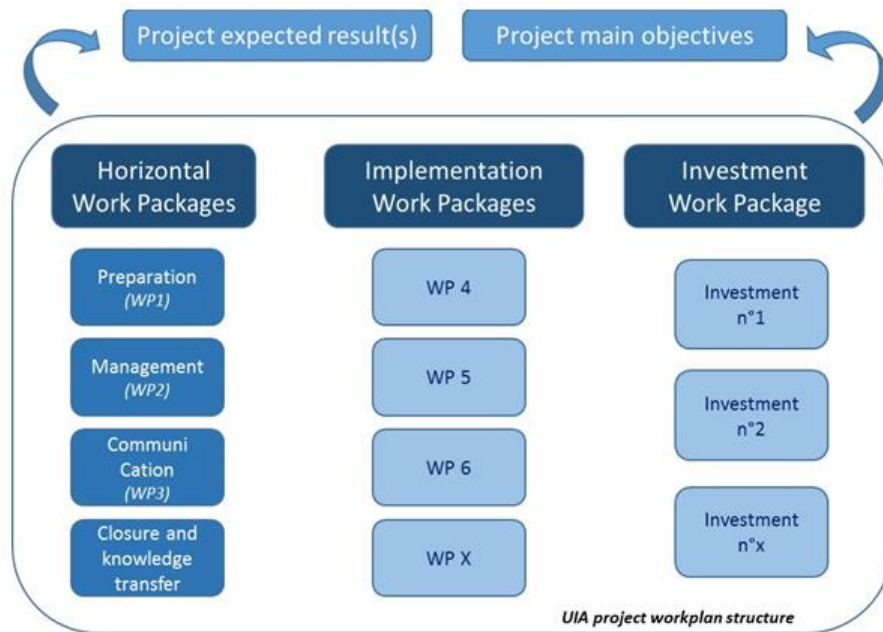 Project expected result(s)
Project main objectives
Horizontal
Work Packages
Preparation
(WP1)
Management
(WP2)
Communi
Cation
(WP3)
Closure and
knowledge
transfer
Implementation
Work Packages
WP 4
WP 5
WP 6
WP X
Investment
Work Package
Investment
n°1
Investment
n°2
Investment
n°x
UIA project workplan structure